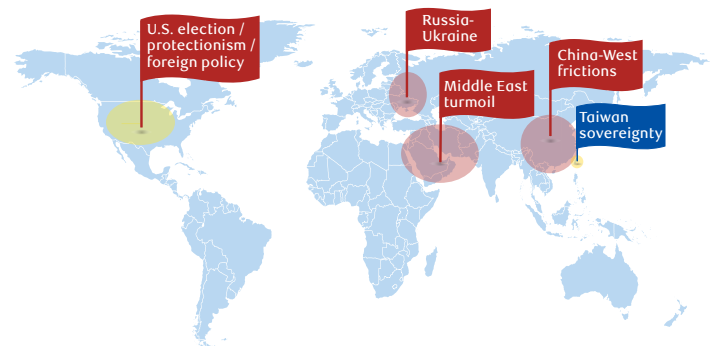 U.S. election /
protectionism /
foreign policy
Russia-
Ukraine
Middle East
turmoil
China-West
frictions
Taiwan
sovereignty